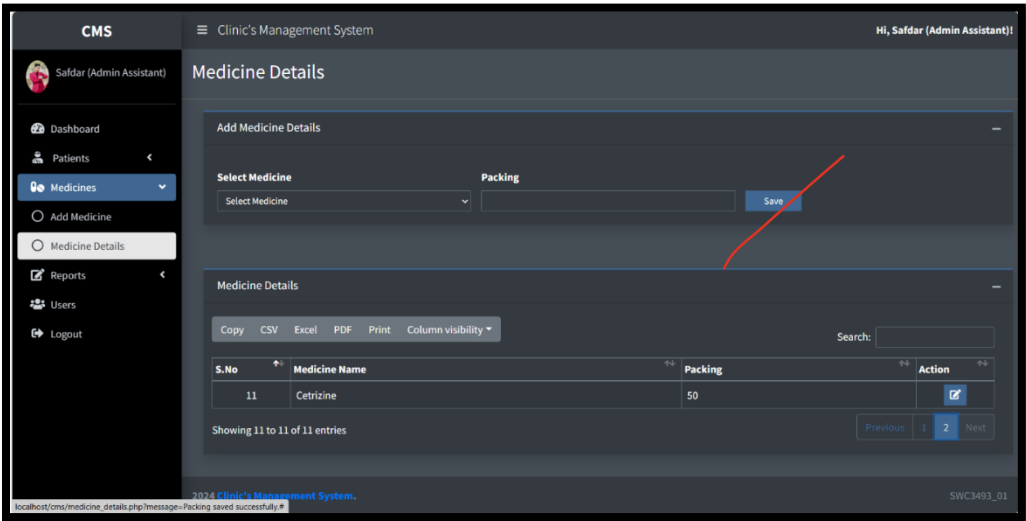 CMS
Clinic's Management System
Hi, Safdar (Admin Assistant)!
Safdar (Admin Assistant)
Medicine Details
Dashboard
Patients
Medicines
Add Medicine
Medicine Details
Reports
Users
Logout
Add Medicine Details
Select Medicine
Packing
Select Medicine
Save
Medicine Details
Copy CSV Excel PDF Print Column visibility
Search:
S.No Medicine Name Packing Action
11 Cetrizine 50
Showing 11 to 11 of 11 entries
Previous 1 2 Next
2024 Clinic's Management System.
SWC3493_01
localhost/cms/medicine_details.php?message=Packing saved successfully.#